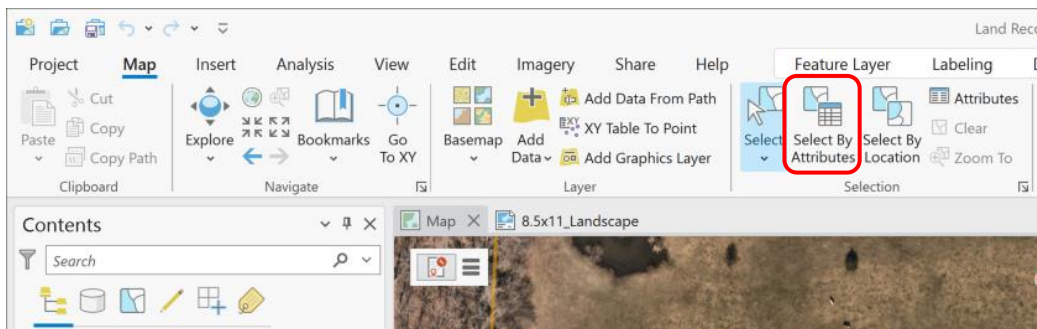 Land Reco
Project Map Insert Analysis View Edit Imagery Share Help Feature Layer Labeling D
Cut
Copy
Copy Path
Paste
Clipboard
Explore
Bookmarks
Go
To XY
Navigate
Basemap
Add
Data
Add Data From Path
XY Table To Point
Add Graphics Layer
Layer
Select
Select By
Attributes
Select By
Location
Attributes
Clear
Zoom To
Selection
Contents
Search
Map
8.5x11_Landscape